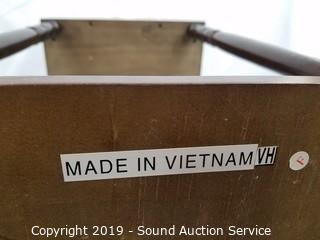 MADE IN VIETNAM VH
F
Copyright 2019 - Sound Auction Service